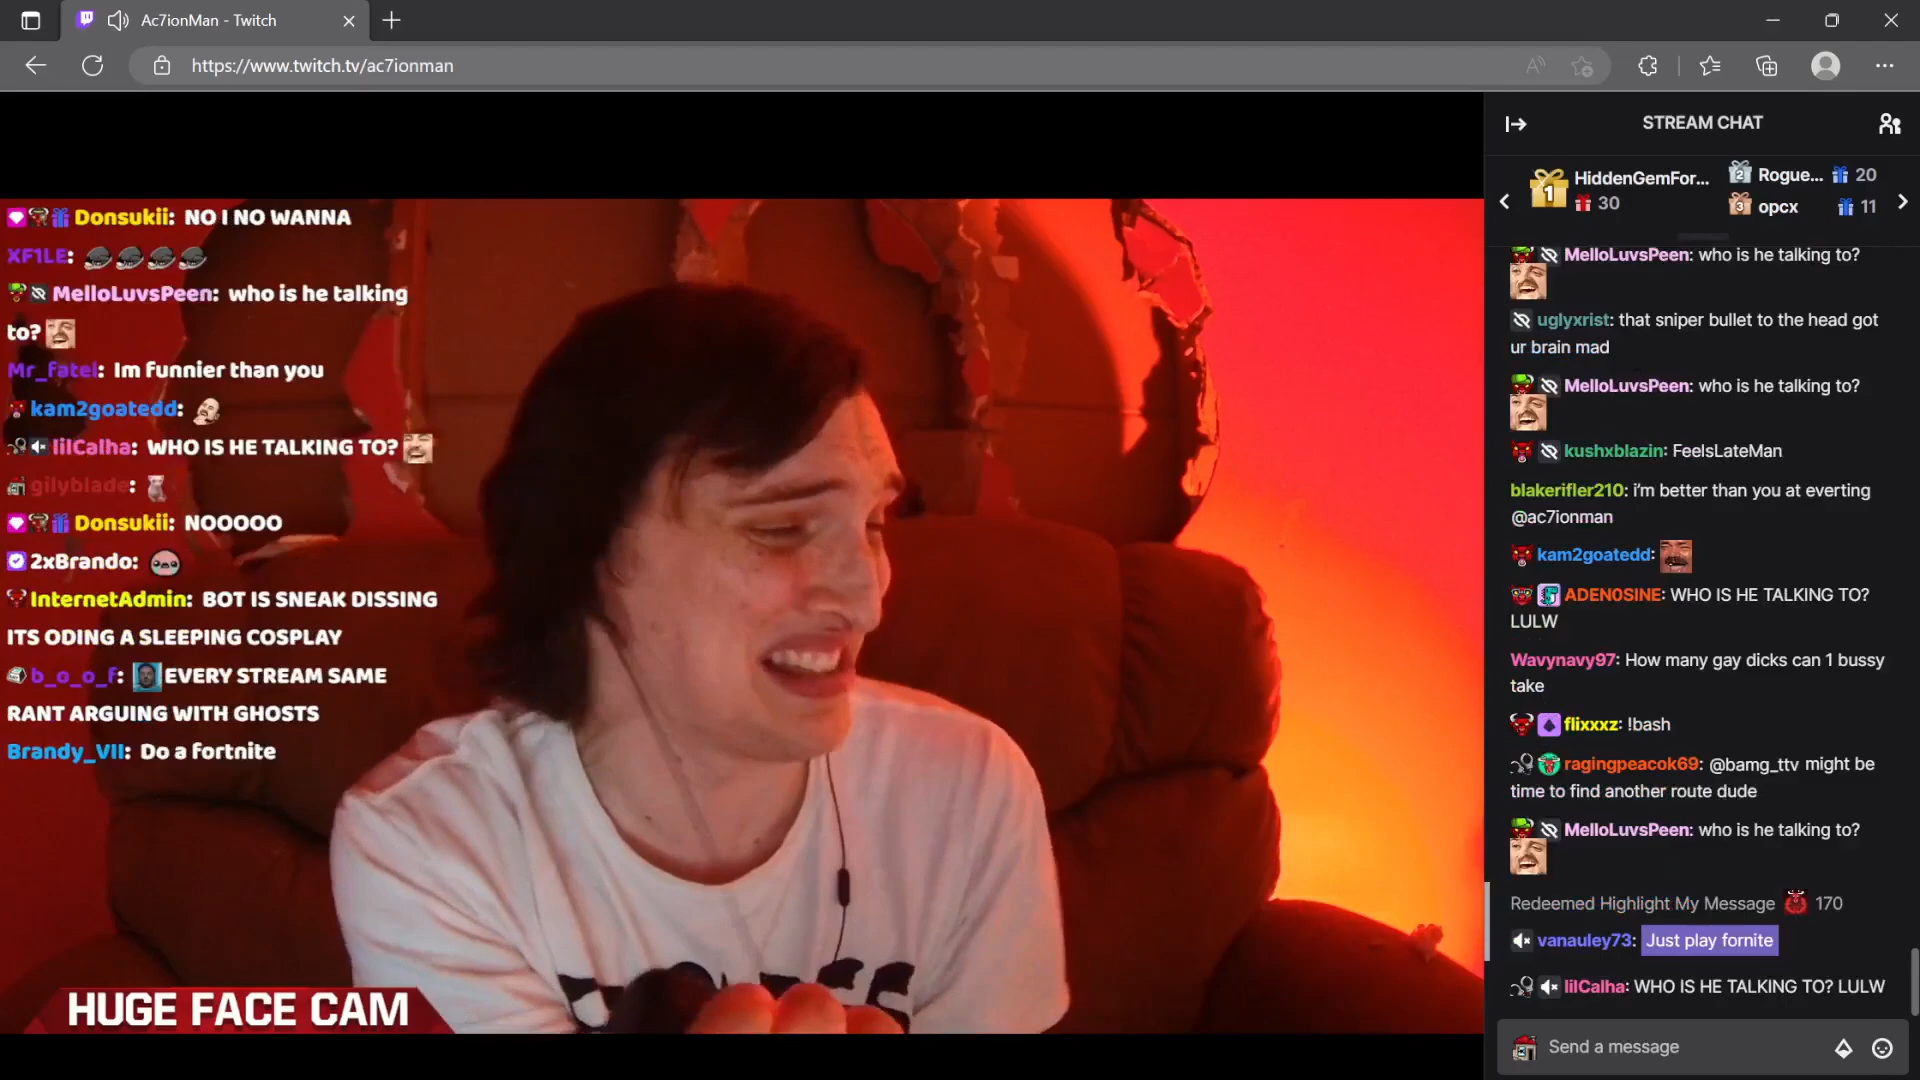 Ac7ionMan - Twitch
https://www.twitch.tv/ac7ionman
Donsukii: NO I NO WANNA
XF1LE:
MelloLuvsPeen: who is he talking
to?
Mr_fatel: Im funnier than you
kam2goatedd:
lilCalha: WHO IS HE TALKING TO?
gilyblade:
Donsukii: NOOOOO
2xBrando:
InternetAdmin: BOT IS SNEAK DISSING
ITS ODING A SLEEPING COSPLAY
b_o_o_f: EVERY STREAM SAME
RANT ARGUING WITH GHOSTS
Brandy_VII: Do a fortnite
HUGE FACE CAM
STREAM CHAT
1 HiddenGemFor...
30
2 Rogue... 20
3 opcx 11
MelloLuvsPeen: who is he talking to?
uglyxrist: that sniper bullet to the head got
ur brain mad
MelloLuvsPeen: who is he talking to?
kushxblazin: FeelsLateMan
blakerifler210: i'm better than you at everting
@ac7ionman
kam2goatedd:
ADEN0SINE: WHO IS HE TALKING TO?
LULW
Wavynavy97: How many gay dicks can 1 bussy
take
flixxxz: !bash
ragingpeacok69: @bamg_ttv might be
time to find another route dude
MelloLuvsPeen: who is he talking to?
Redeemed Highlight My Message 170
vanauley73: Just play fornite
lilCalha: WHO IS HE TALKING TO? LULW
Send a message